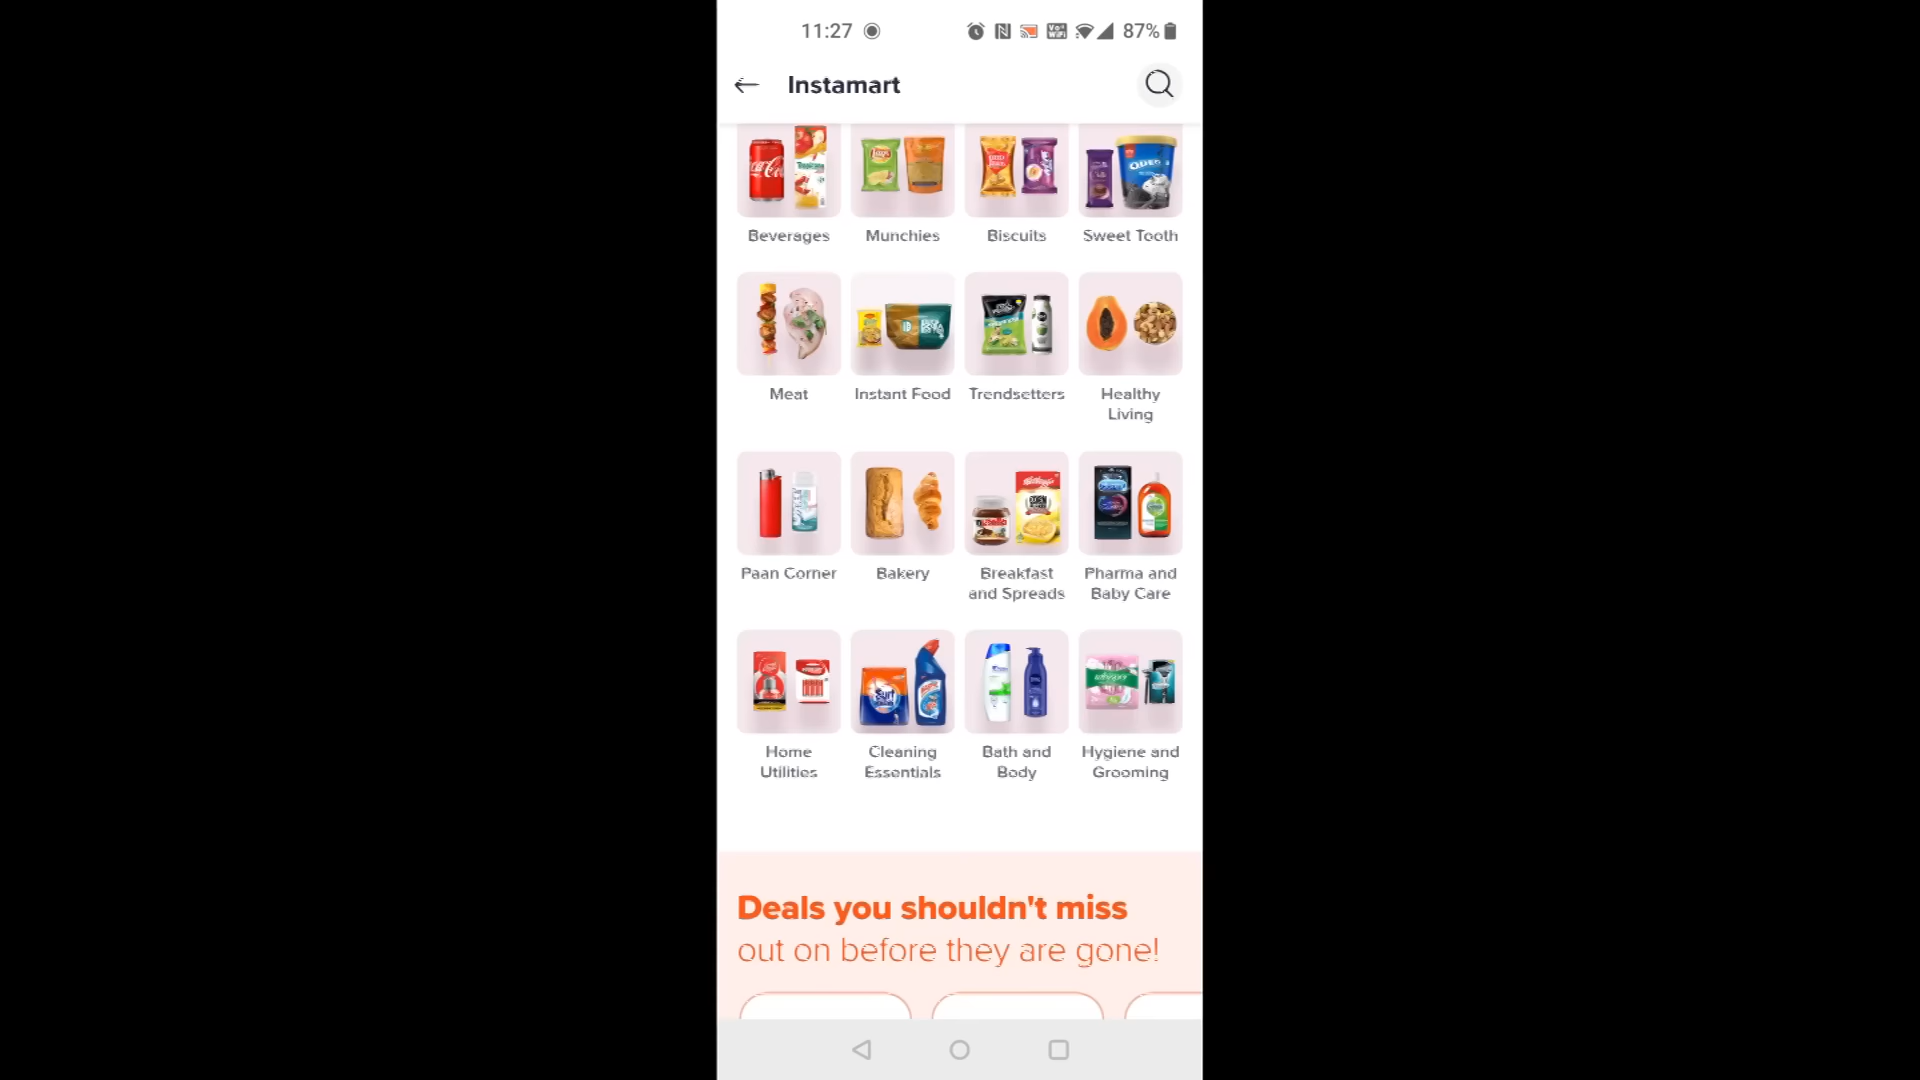 11:27
87%
Instamart
Beverages
Munchies
Biscuits
Sweet Tooth
Meat
Instant Food
Trendsetters
Healthy
Living
Paan Corner
Bakery
Breakfast
and Spreads
Pharma and
Baby Care
Home
Utilities
Cleaning
Essentials
Bath and
Body
Hygiene and
Grooming
Deals you shouldn't miss
out on before they are gone!